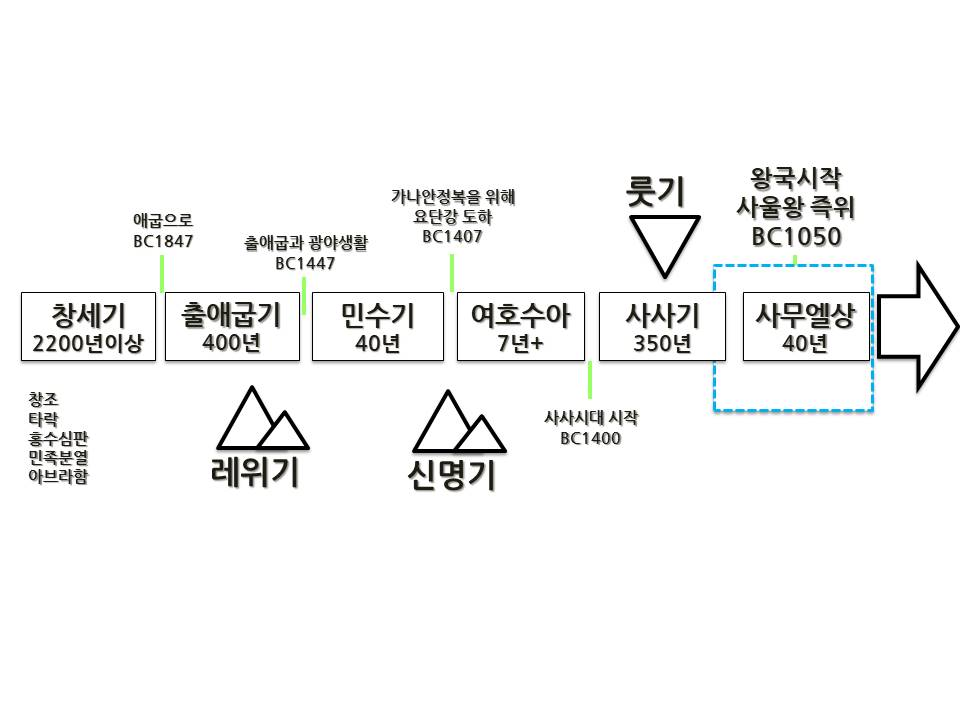 애굽으로
BC1847
출애굽과 광야생활
BC1447
가나안정복을 위해
요단강 도하
BC1407
룻기
왕국시작
사울왕 즉위
BC1050
창세기
2200년이상
출애굽기
400년
민수기
40년
여호수아
7년+
사사기
350년
사무엘상
40년
창조
타락
홍수심판
민족분열
아브라함
레위기
신명기
사사시대 시작
BC1400